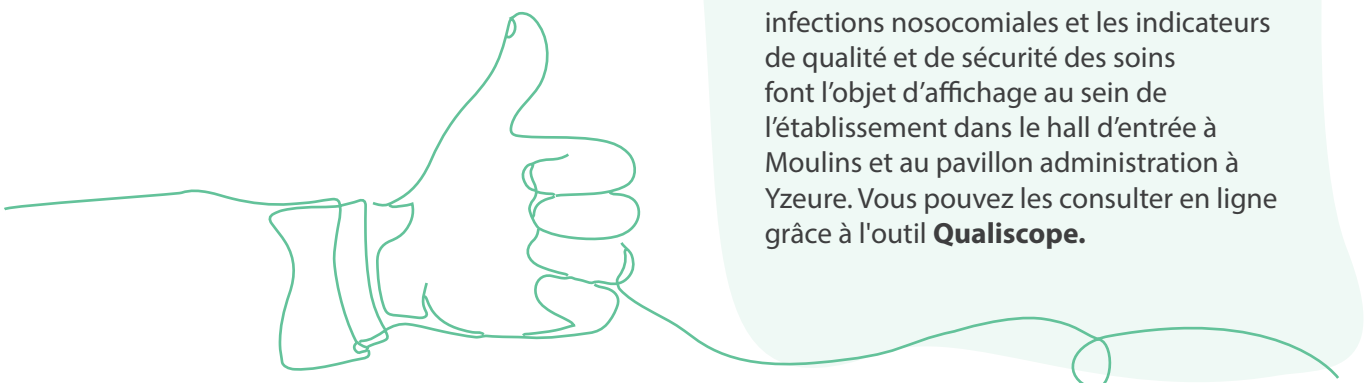 infections nosocomiales et les indicateurs
de qualité et de sécurité des soins
font l’objet d’affichage au sein de
l’établissement dans le hall d’entrée à
Moulins et au pavillon administration à
Yzeure. Vous pouvez les consulter en ligne
grâce à l'outil Qualiscope.